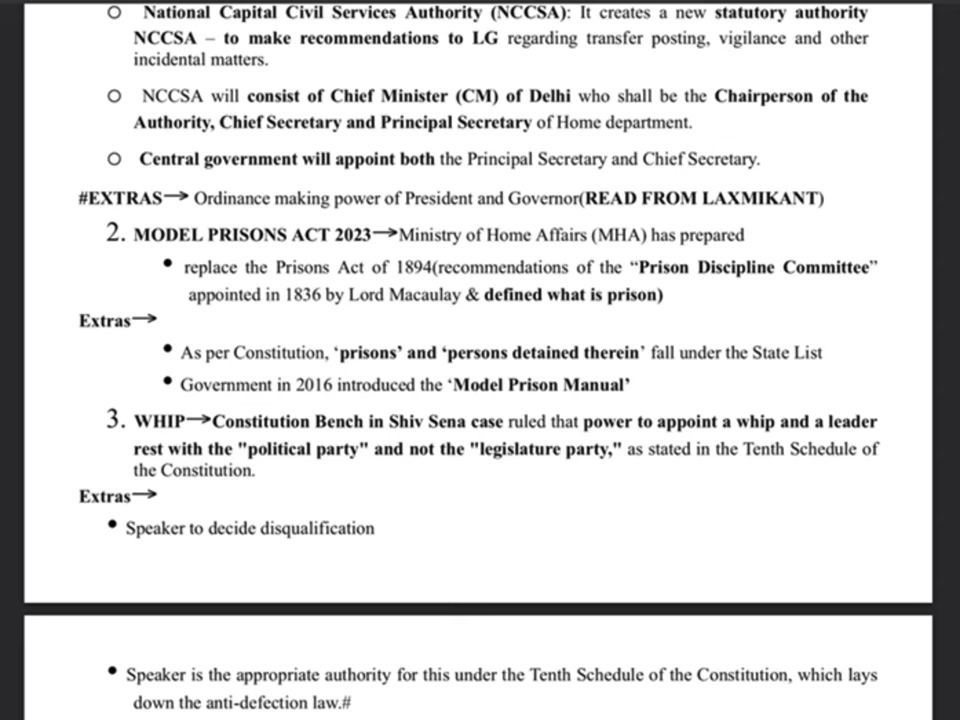 ○ National Capital Civil Services Authority (NCCSA): It creates a new statutory authority
NCCSA – to make recommendations to LG regarding transfer posting, vigilance and other
incidental matters.
○ NCCSA will consist of Chief Minister (CM) of Delhi who shall be the Chairperson of the
Authority, Chief Secretary and Principal Secretary of Home department.
○ Central government will appoint both the Principal Secretary and Chief Secretary.
#EXTRAS→ Ordinance making power of President and Governor(READ FROM LAXMIKANT)
2. MODEL PRISONS ACT 2023→Ministry of Home Affairs (MHA) has prepared
• replace the Prisons Act of 1894(recommendations of the “Prison Discipline Committee”
appointed in 1836 by Lord Macaulay & defined what is prison)
Extras→
• As per Constitution, ‘prisons’ and ‘persons detained therein’ fall under the State List
• Government in 2016 introduced the ‘Model Prison Manual’
3. WHIP→Constitution Bench in Shiv Sena case ruled that power to appoint a whip and a leader
rest with the "political party" and not the "legislature party," as stated in the Tenth Schedule of
the Constitution.
Extras→
• Speaker to decide disqualification
• Speaker is the appropriate authority for this under the Tenth Schedule of the Constitution, which lays
down the anti-defection law.#